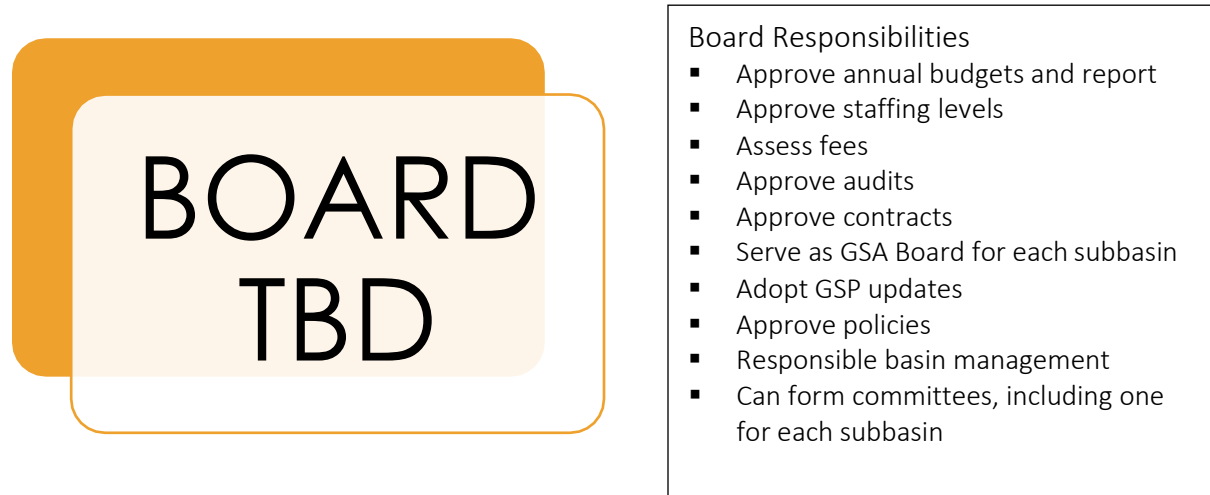 BOARD
TBD
Board Responsibilities
▪ Approve annual budgets and report
▪ Approve staffing levels
▪ Assess fees
▪ Approve audits
▪ Approve contracts
▪ Serve as GSA Board for each subbasin
▪ Adopt GSP updates
▪ Approve policies
▪ Responsible basin management
▪ Can form committees, including one
for each subbasin